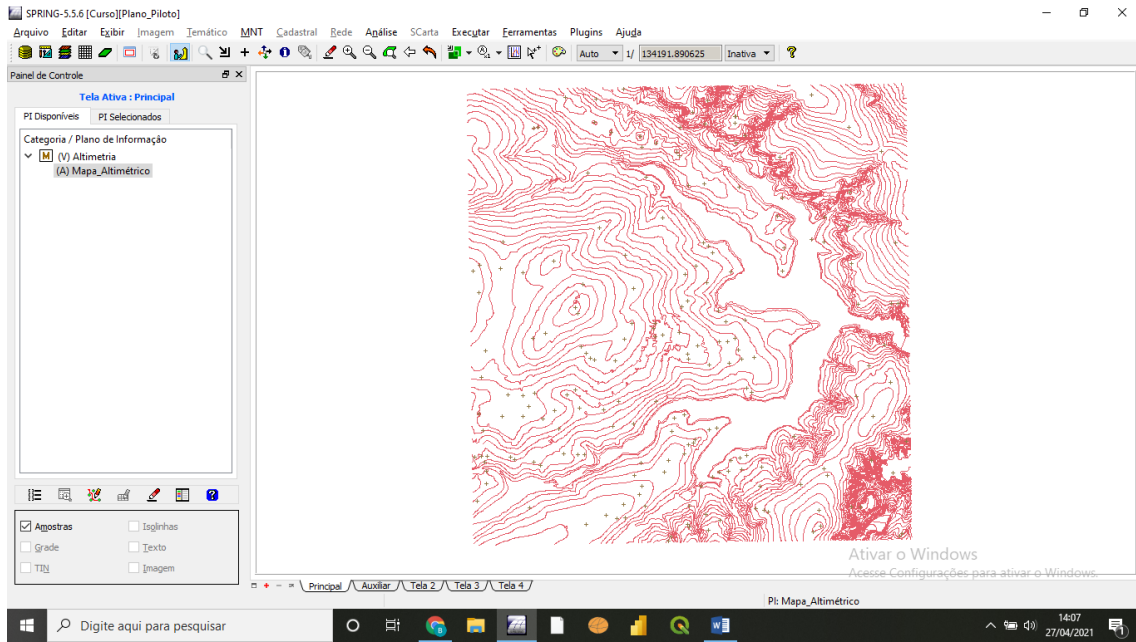 SPRING-5.5.6 [Curso][Plano_Piloto]
Arquivo Editar Exibir Imagem Temático MNT Cadastral Rede Análise SCarta Executar Ferramentas Plugins Ajuda
Auto 1/ 134191.890625 Inativa
Painel de Controle
Tela Ativa : Principal
PI Disponíveis PI Selecionados
Categoria / Plano de Informação
M (V) Altimetria
(A) Mapa_Altimétrico
Amostras Isolinhas
Grade Texto
TIN Imagem
Ativar o Windows
Acesse Configurações para ativar o Windows.
Principal Auxiliar Tela 2 Tela 3 Tela 4
PI: Mapa_Altimétrico
Digite aqui para pesquisar
14:07
27/04/2021